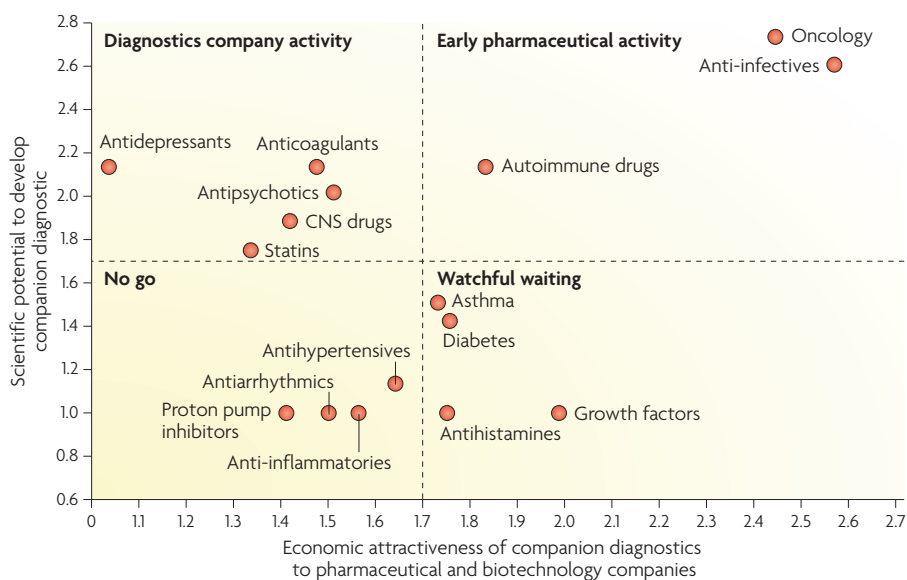 2.8
2.6
2.4
2.2
2.0
1.8
1.6
1.4
1.2
1.0
0.8
0.6
Scientific potential to develop
companion diagnostic
Diagnostics company activity
Early pharmaceutical activity
Oncology
Anti-infectives
Antidepressants
Anticoagulants
Autoimmune drugs
Antipsychotics
CNS drugs
Statins
No go
Watchful waiting
Asthma
Diabetes
Antihypertensives
Antiarrhythmics
Proton pump
inhibitors
Growth factors
Antihistamines
Anti-inflammatories
0 1.1 1.2 1.3 1.4 1.5 1.6 1.7 1.8 1.9 2.0 2.1 2.2 2.3 2.4 2.5 2.6 2.7
Economic attractiveness of companion diagnostics
to pharmaceutical and biotechnology companies